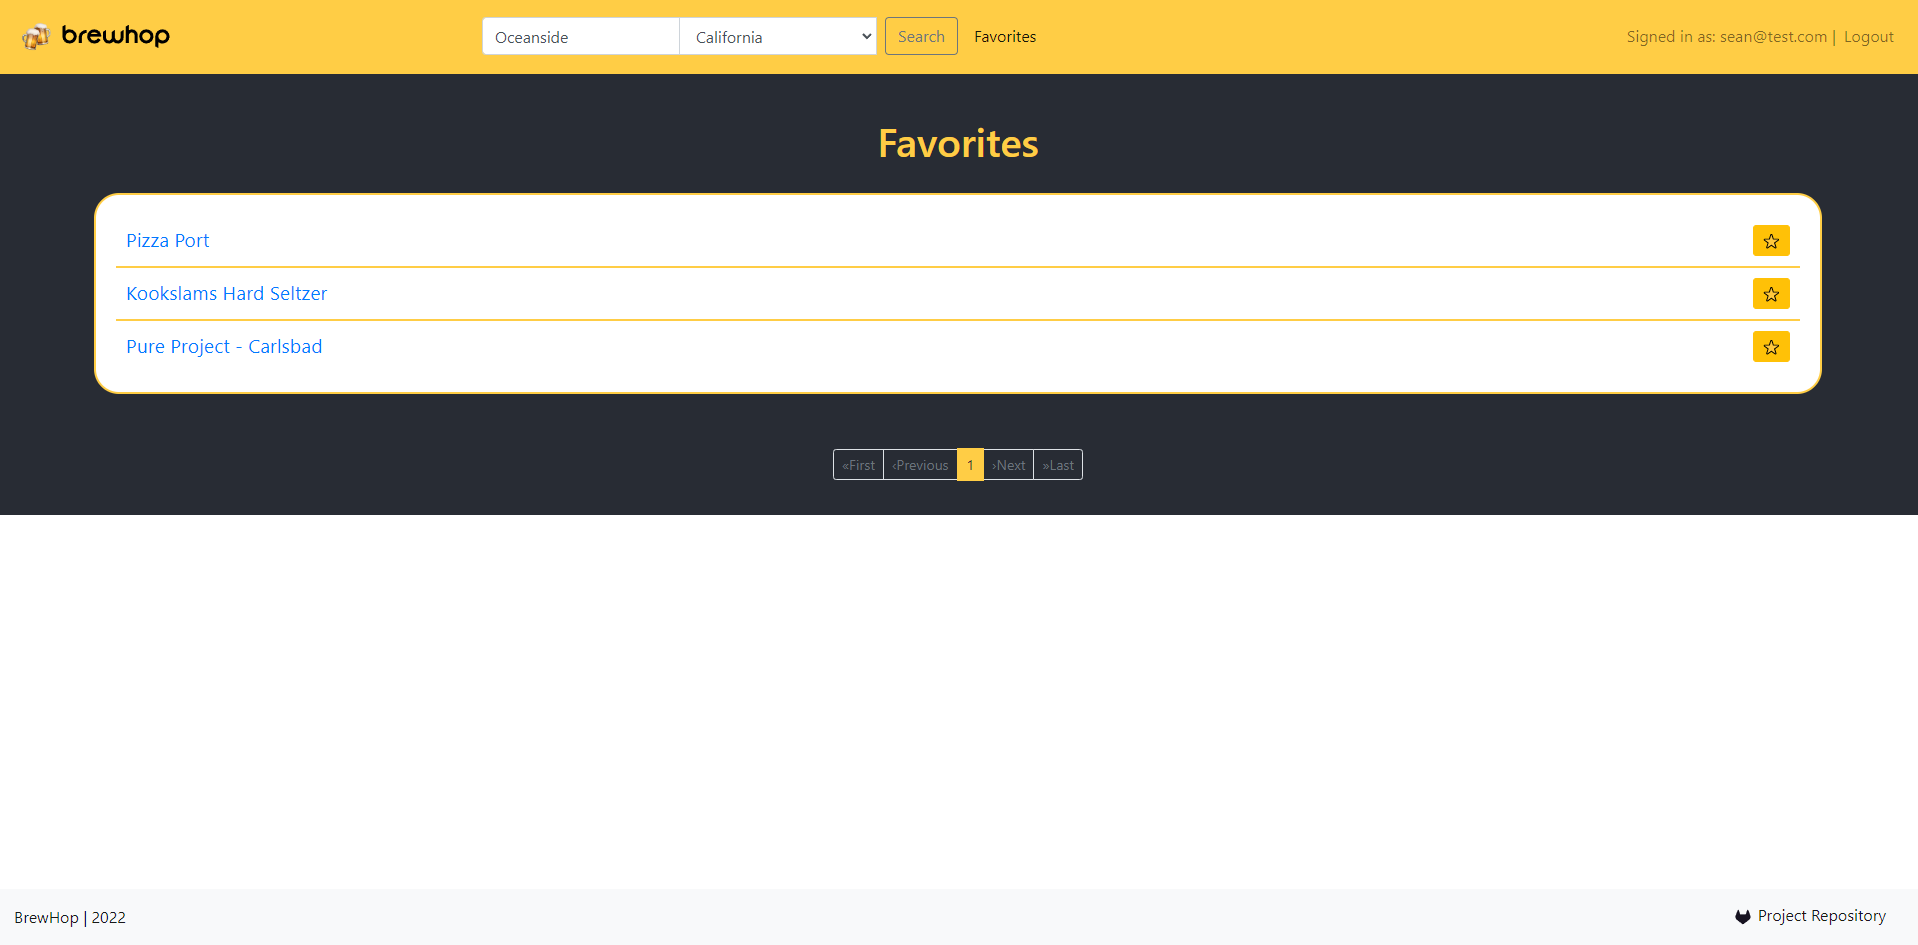 brewhop
Oceanside California Search Favorites Signed in as: sean@test.com | Logout
Favorites
Pizza Port
Kookslams Hard Seltzer
Pure Project - Carlsbad
«First ‹Previous 1 ›Next »Last
BrewHop | 2022 Project Repository